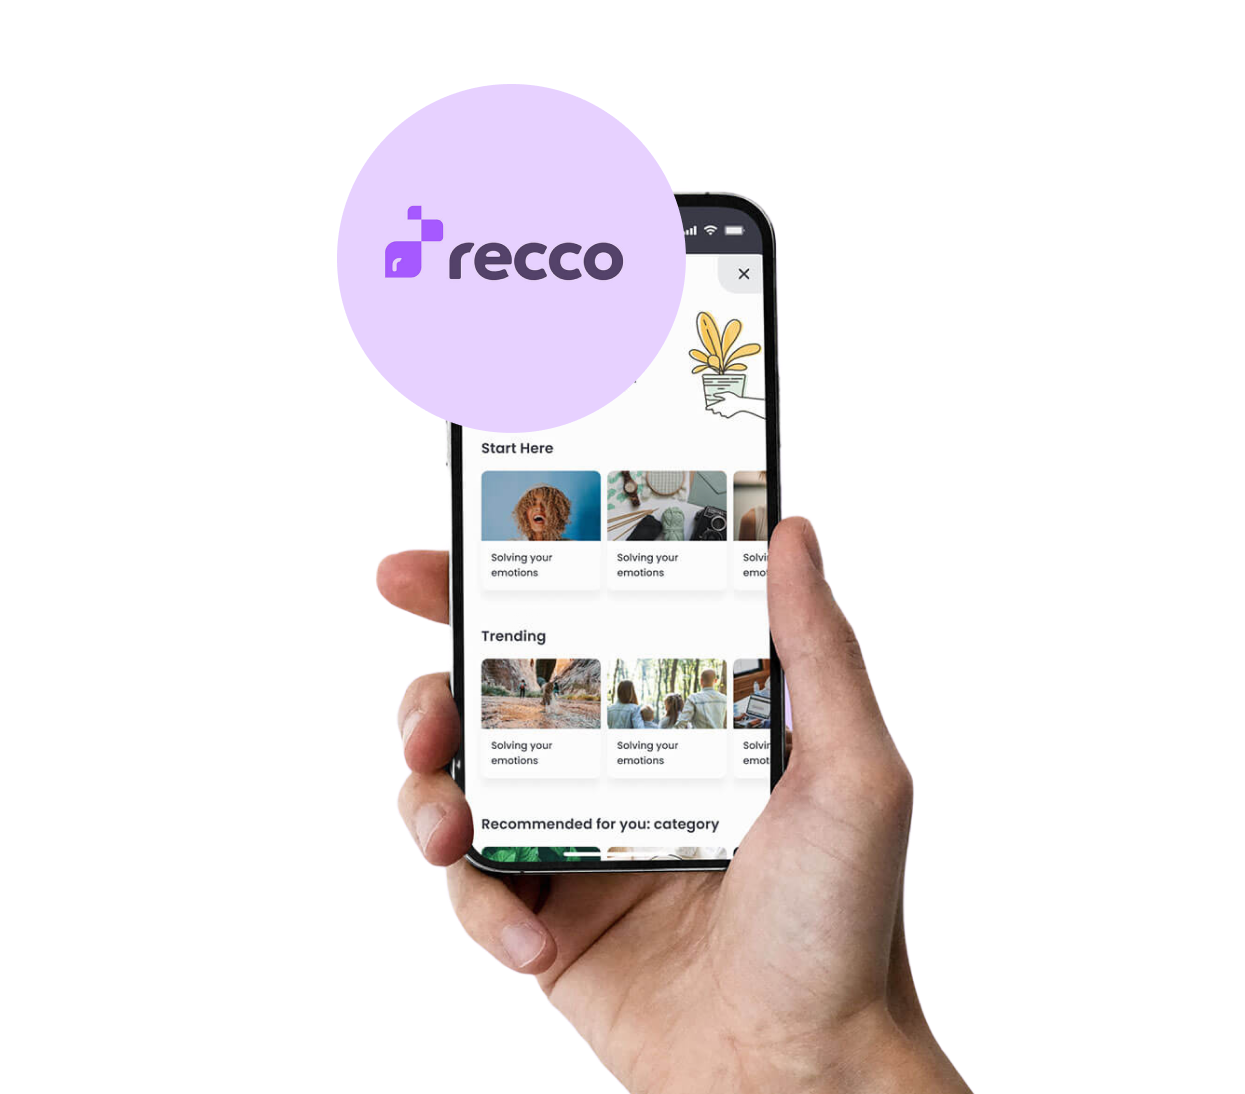 r recco
Start Here
Solving your
emotions
Solving your
emotions
Trending
Solving your
emotions
Solving your
emotions
Recommended for you: category